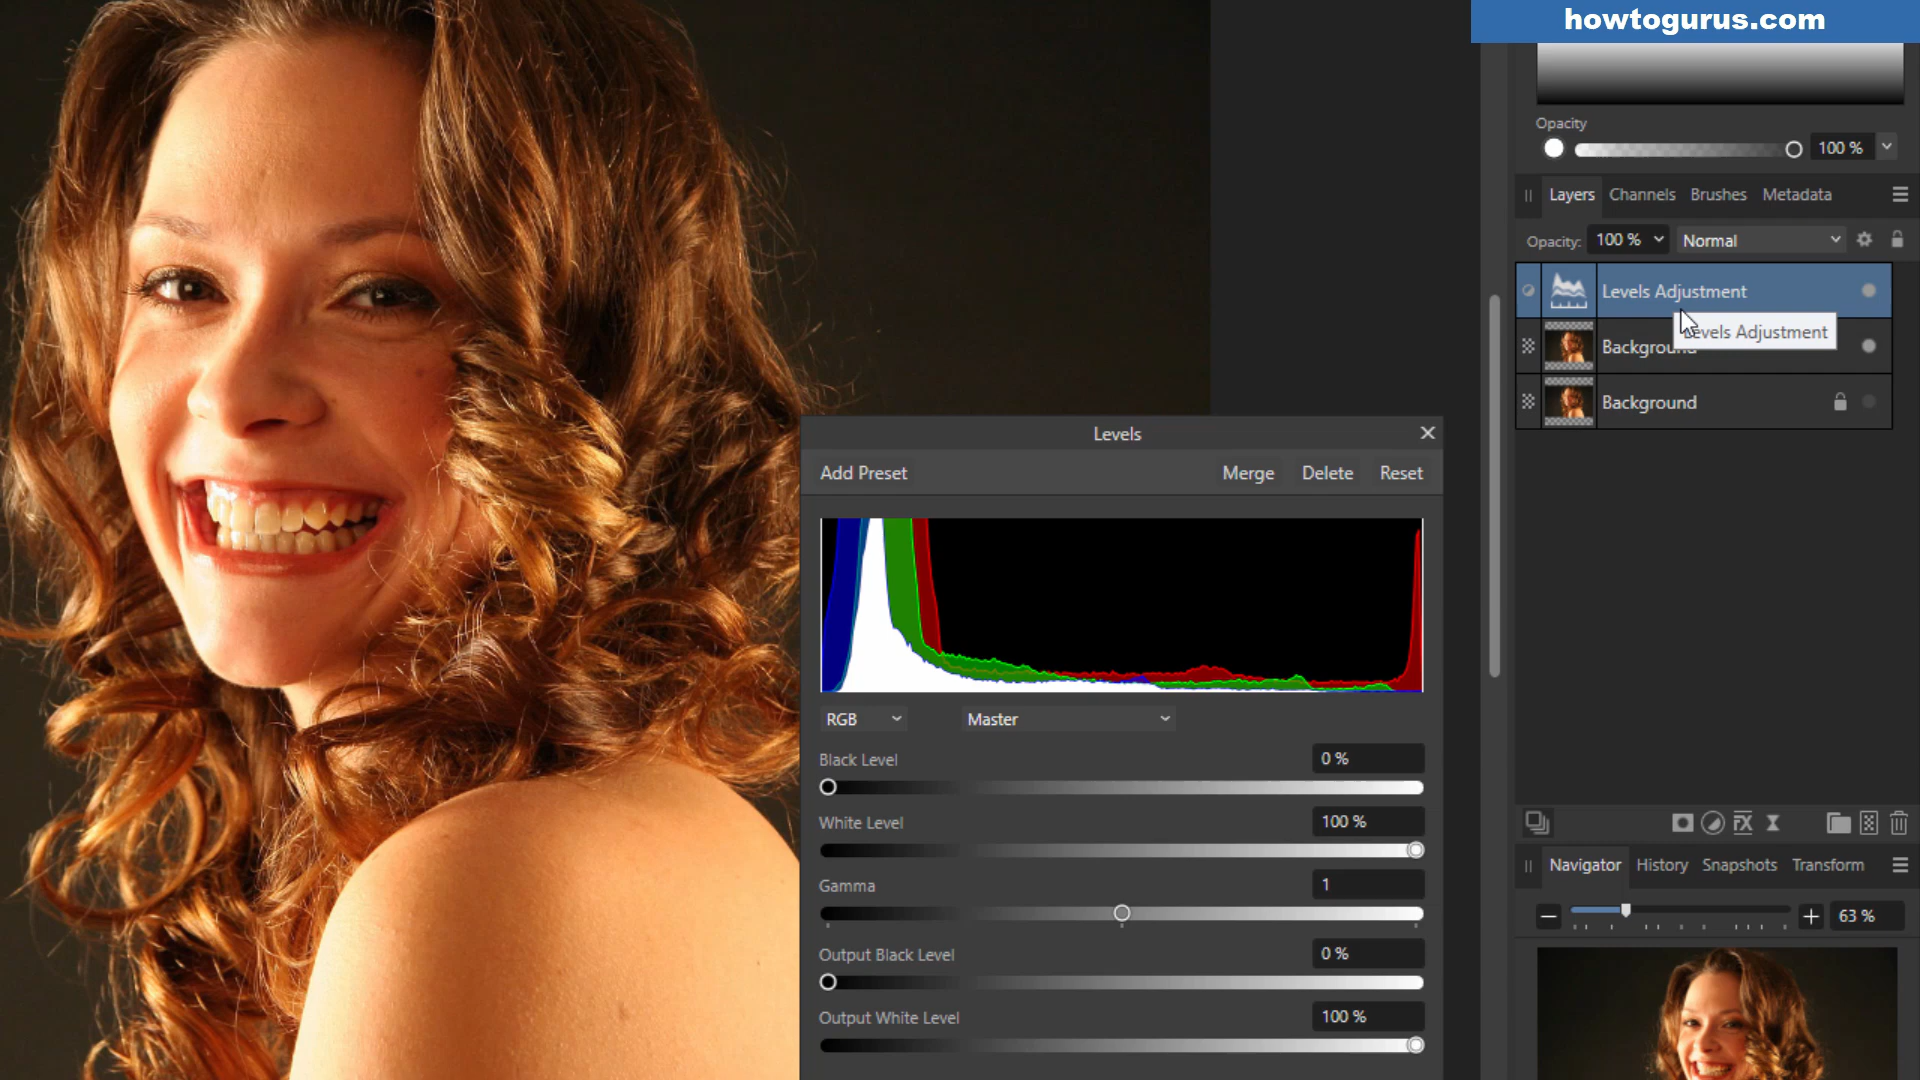 howtogurus.com
Opacity
100 %
Layers Channels Brushes Metadata
Opacity: 100 % Normal
Levels Adjustment
Levels Adjustment
Background
Background
Levels
Add Preset Merge Delete Reset
RGB Master
Black Level 0 %
White Level 100 %
Gamma 1
Output Black Level 0 %
Output White Level 100 %
FX
Navigator History Snapshots Transform
63 %